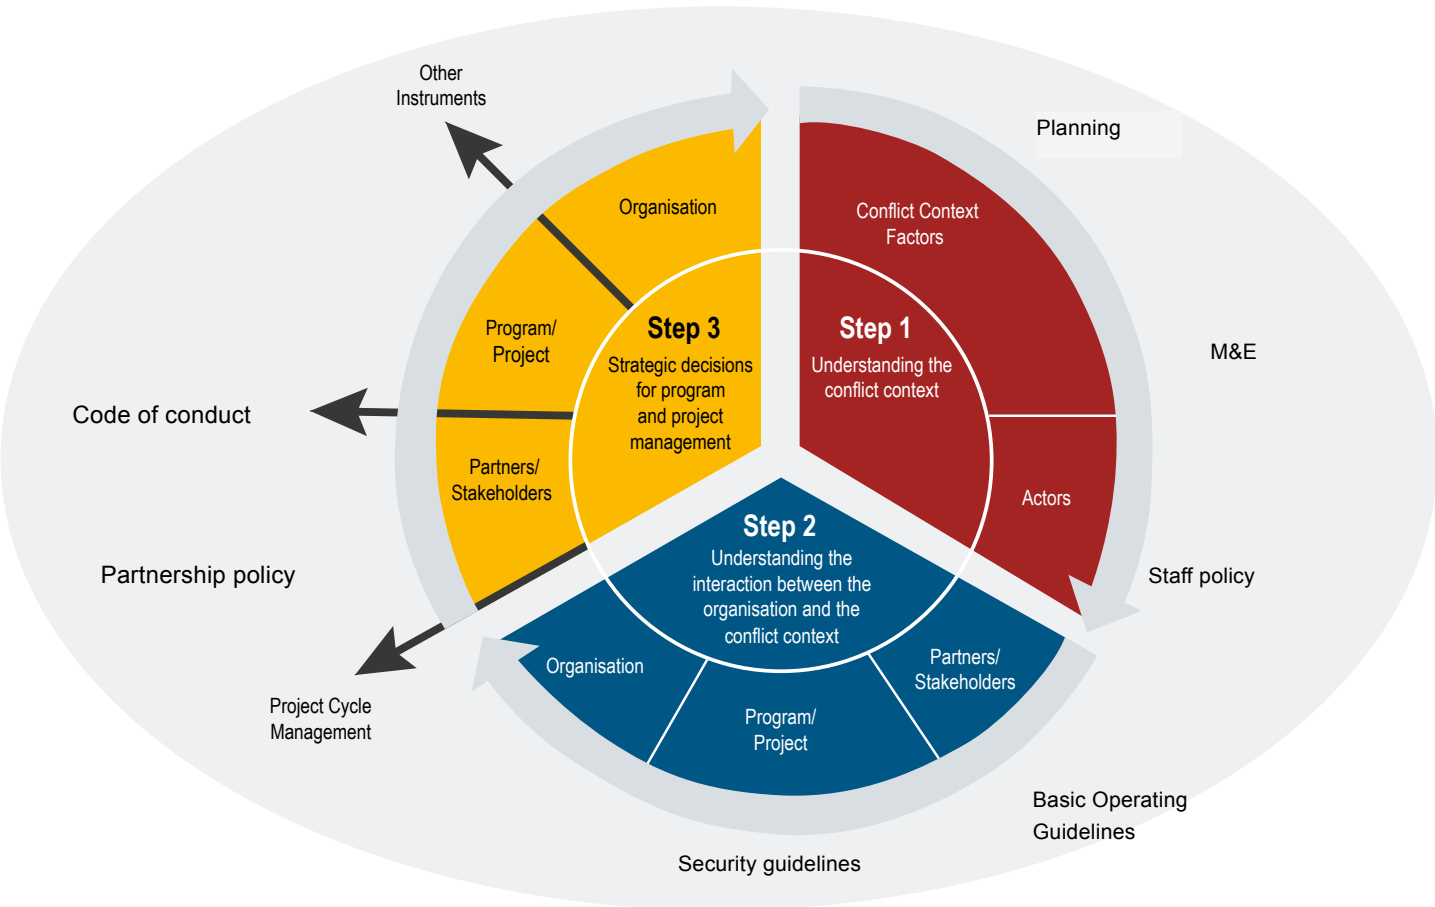 Other
Instruments
Planning
Organisation
Conflict Context
Factors
Program/
Project
Step 3
Strategic decisions
for program
and project
management
Step 1
Understanding the
conflict context
M&E
Code of conduct
Partners/
Stakeholders
Actors
Step 2
Understanding the
interaction between the
organisation and the
conflict context
Partnership policy
Staff policy
Organisation
Program/
Project
Partners/
Stakeholders
Project Cycle
Management
Basic Operating
Guidelines
Security guidelines